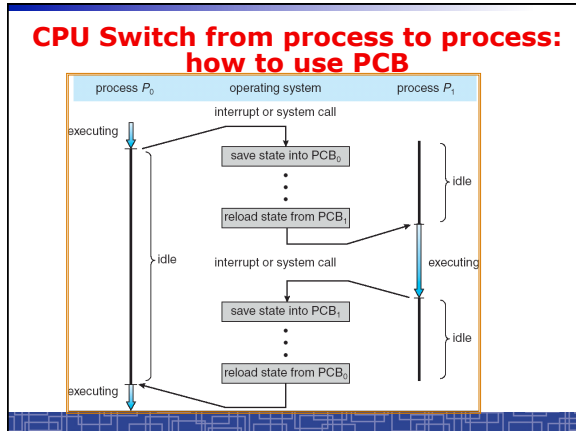 CPU Switch from process to process:
how to use PCB
process P0 operating system process P1
interrupt or system call
executing
save state into PCB0
idle
reload state from PCB1
idle
interrupt or system call
executing
save state into PCB1
idle
reload state from PCB0
executing